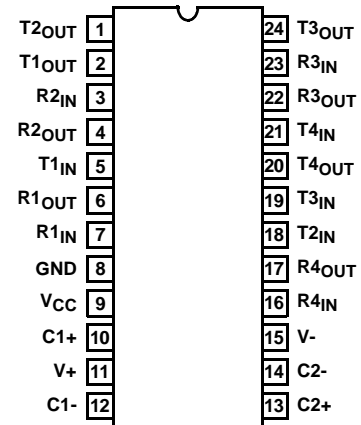 T2OUT 1 24 T3OUT
T1OUT 2 23 R3IN
R2IN 3 22 R3OUT
R2OUT 4 21 T4IN
T1IN 5 20 T4OUT
R1OUT 6 19 T3IN
R1IN 7 18 T2IN
GND 8 17 R4OUT
VCC 9 16 R4IN
C1+ 10 15 V-
V+ 11 14 C2-
C1- 12 13 C2+